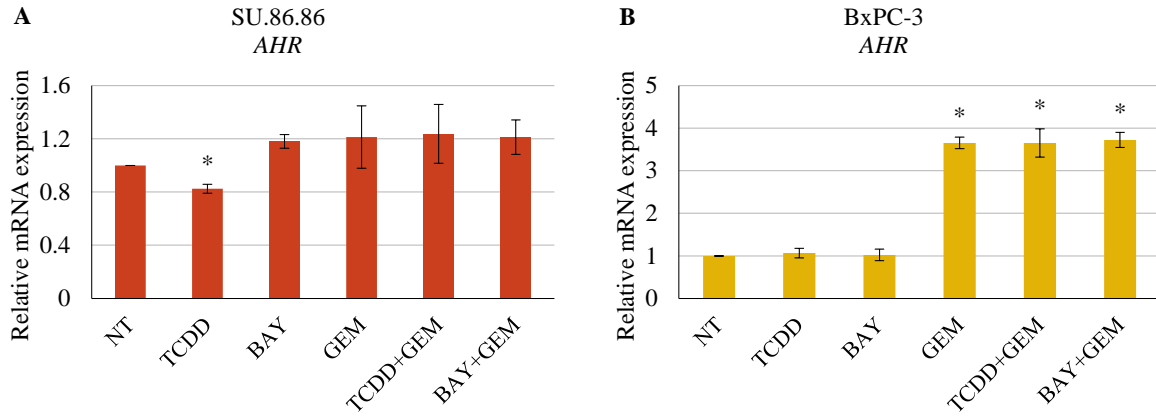 A
SU.86.86
AHR
Relative mRNA expression
1.6
1.2
0.8
0.4
0
*
NT
TCDD
BAY
GEM
TCDD+GEM
BAY+GEM
B
BxPC-3
AHR
Relative mRNA expression
5
4
3
2
1
0
* * *
NT
TCDD
BAY
GEM
TCDD+GEM
BAY+GEM